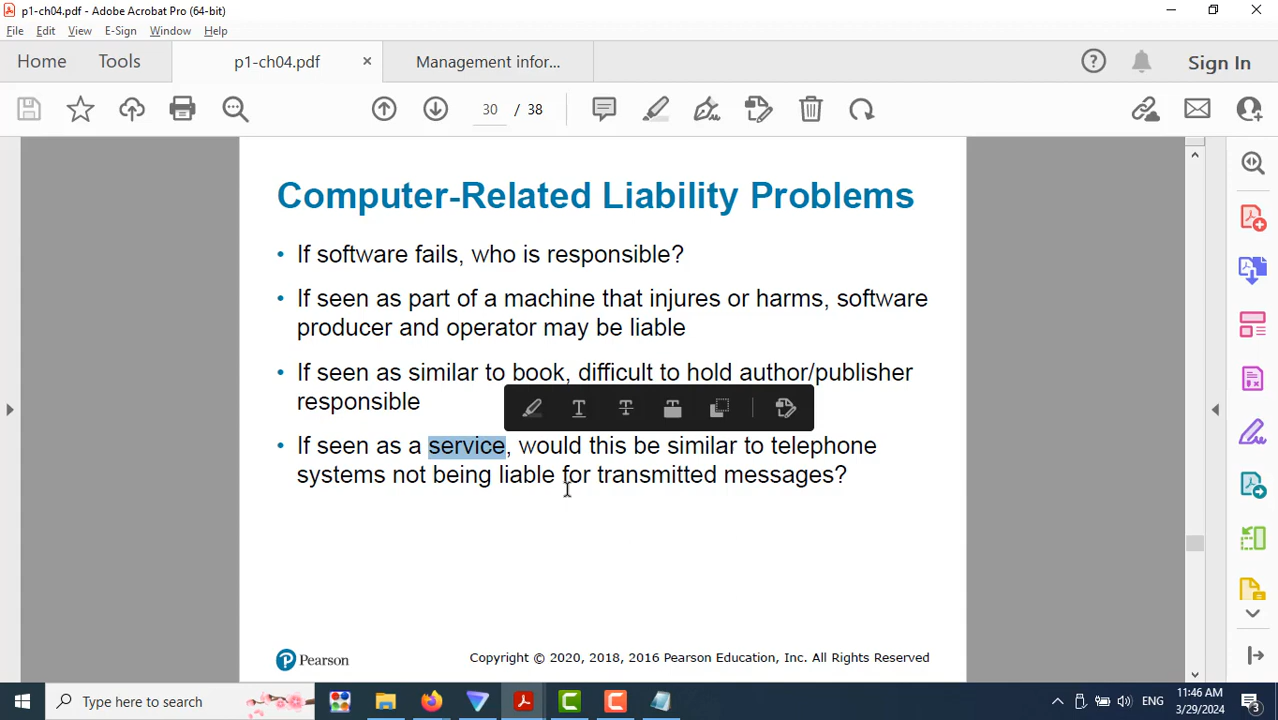 p1-ch04.pdf - Adobe Acrobat Pro (64-bit)
File Edit View E-Sign Window Help
Home Tools p1-ch04.pdf × Management infor... Sign In
30 / 38
Computer-Related Liability Problems
• If software fails, who is responsible?
• If seen as part of a machine that injures or harms, software
producer and operator may be liable
• If seen as similar to book, difficult to hold author/publisher
responsible
• If seen as a service, would this be similar to telephone
systems not being liable for transmitted messages?
Pearson
Copyright © 2020, 2018, 2016 Pearson Education, Inc. All Rights Reserved
Type here to search
ENG
11:46 AM
3/29/2024
3